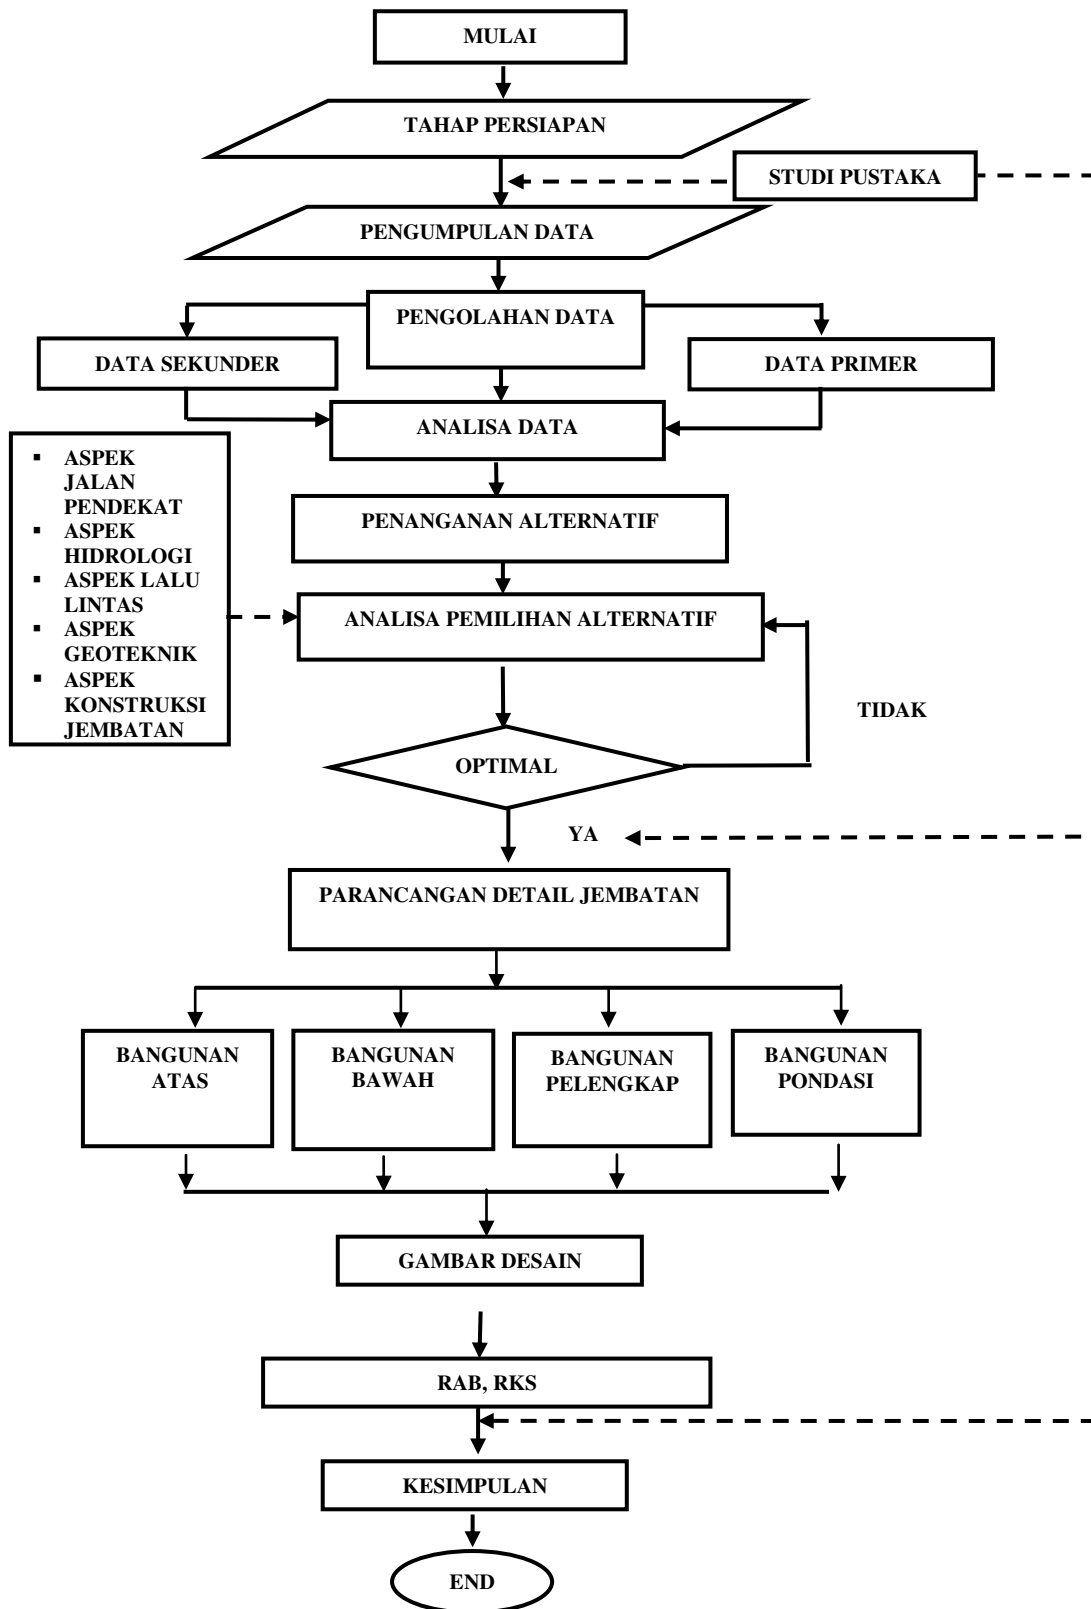 MULAI
TAHAP PERSIAPAN
STUDI PUSTAKA
PENGUMPULAN DATA
PENGOLAHAN DATA
DATA SEKUNDER
DATA PRIMER
ANALISA DATA
▪ ASPEK
JALAN
PENDEKAT
▪ ASPEK
HIDROLOGI
▪ ASPEK LALU
LINTAS
▪ ASPEK
GEOTEKNIK
▪ ASPEK
KONSTRUKSI
JEMBATAN
PENANGANAN ALTERNATIF
ANALISA PEMILIHAN ALTERNATIF
TIDAK
OPTIMAL
YA
PARANCANGAN DETAIL JEMBATAN
BANGUNAN
ATAS
BANGUNAN
BAWAH
BANGUNAN
PELENGKAP
BANGUNAN
PONDASI
GAMBAR DESAIN
RAB, RKS
KESIMPULAN
END